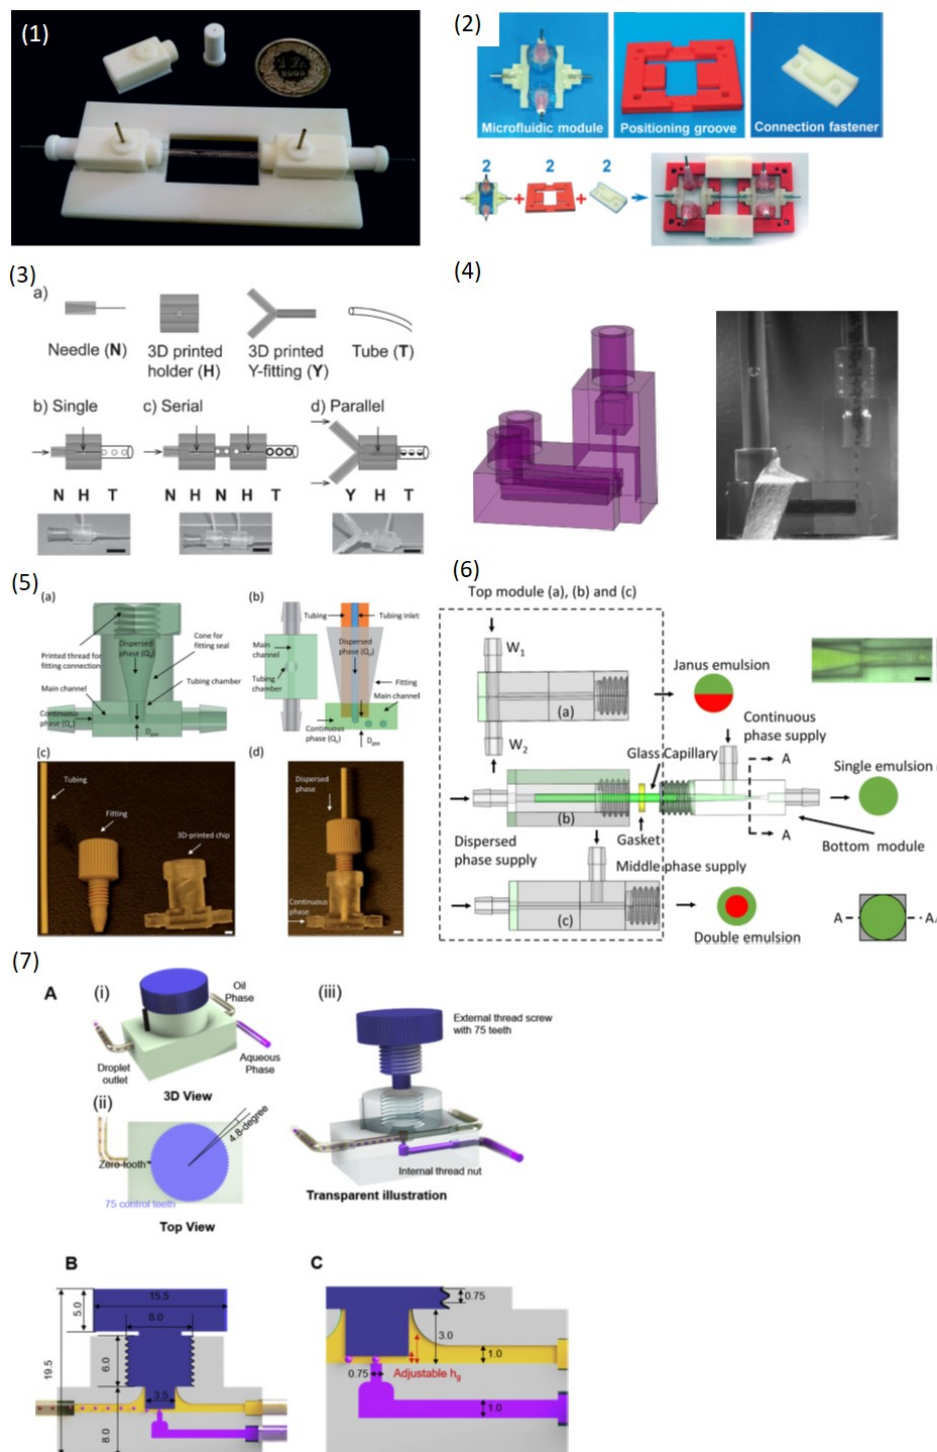 (1)
(2)
Microfluidic module
Positioning groove
Connection fastener
2 2 2
+ +
(3)
a)
Needle (N)
3D printed
holder (H)
3D printed
Y-fitting (Y)
Tube (T)
b) Single
c) Serial
d) Parallel
N H T
N H N H T
Y H T
(4)
(5)
(a)
Printed thread for
fitting connection
Dispersed
phase (Qd)
Cone for
fitting seal
Tubing chamber
Main channel
Continuous
phase (Qc)
(b)
Tubing
Tubing inlet
Dispersed
phase (Qd)
Main
channel
Tubing
chamber
Fitting
Main channel
Continuous
phase (Qc)
(c)
Tubing
Fitting
3D-printed chip
(d)
Dispersed
phase
Continuous
phase
(6)
Top module (a), (b) and (c)
W1
(a)
W2
Janus emulsion
Continuous
phase supply
Glass Capillary
A
Single emulsion
(b)
Gasket
A
Bottom module
Dispersed
phase supply
Middle phase supply
(c)
Double emulsion
A A
(7)
A
(i)
Oil
Phase
Aqueous
Phase
Droplet
outlet
3D View
(ii)
4.8-degree
Zero-tooth
75 control teeth
Top View
(iii)
External thread screw
with 75 teeth
Internal thread nut
Transparent illustration
B
15.5
5.0
8.0
19.5
6.0
3.5
8.0
C
0.75
3.0
1.0
Adjustable hg
0.75
1.0